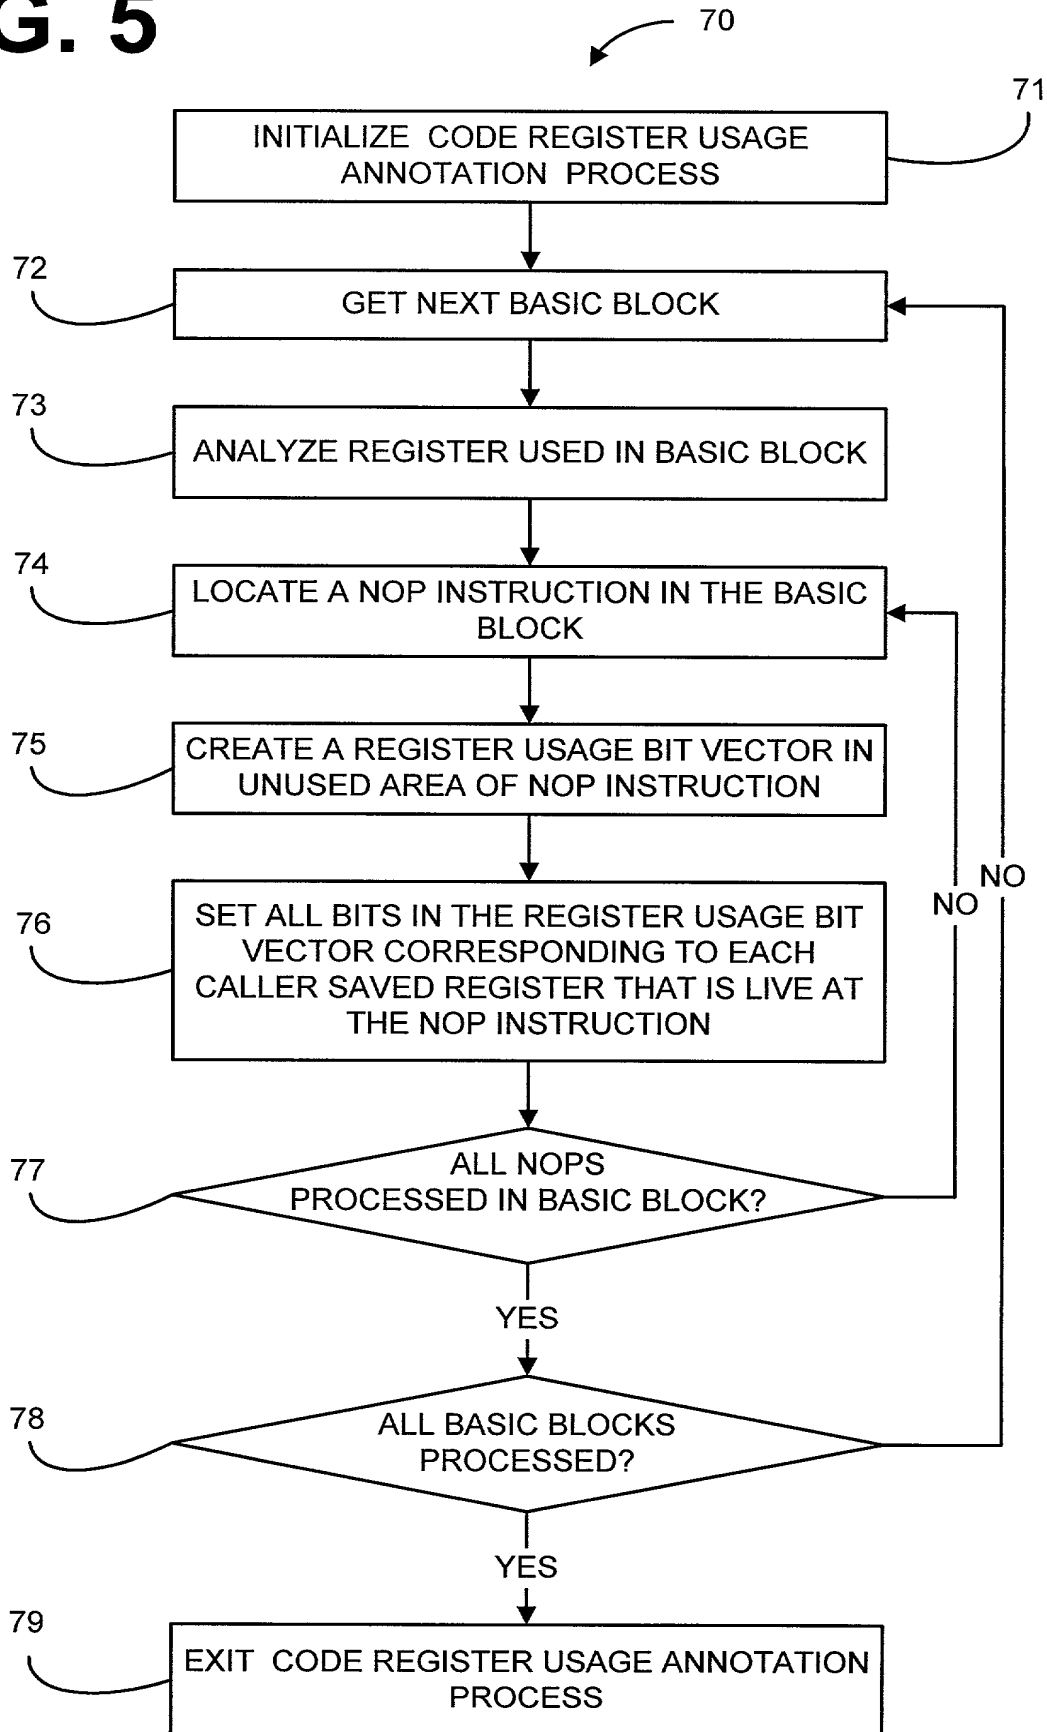 G. 5
70
71
INITIALIZE CODE REGISTER USAGE
ANNOTATION PROCESS
72
GET NEXT BASIC BLOCK
73
ANALYZE REGISTER USED IN BASIC BLOCK
74
LOCATE A NOP INSTRUCTION IN THE BASIC
BLOCK
75
CREATE A REGISTER USAGE BIT VECTOR IN
UNUSED AREA OF NOP INSTRUCTION
76
SET ALL BITS IN THE REGISTER USAGE BIT
VECTOR CORRESPONDING TO EACH
CALLER SAVED REGISTER THAT IS LIVE AT
THE NOP INSTRUCTION
NO
NO
77
ALL NOPS
PROCESSED IN BASIC BLOCK?
YES
78
ALL BASIC BLOCKS
PROCESSED?
YES
79
EXIT CODE REGISTER USAGE ANNOTATION
PROCESS